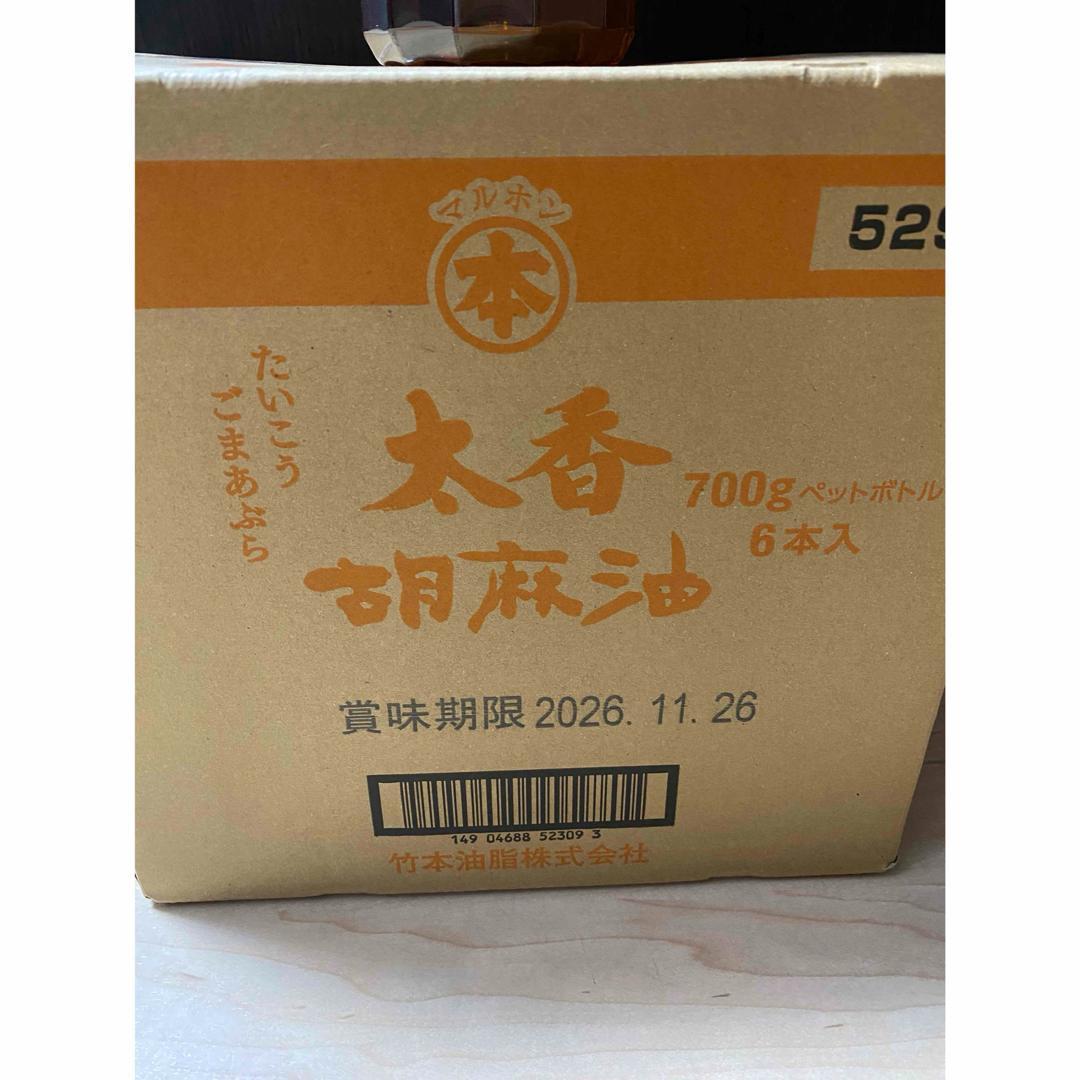 マルホン
本
529
たいこう
ごまあぶら
太香
胡麻油
700gペットボトル
6本入
賞味期限 2026. 11. 26
149 04688 52309 3
竹本油脂株式会社